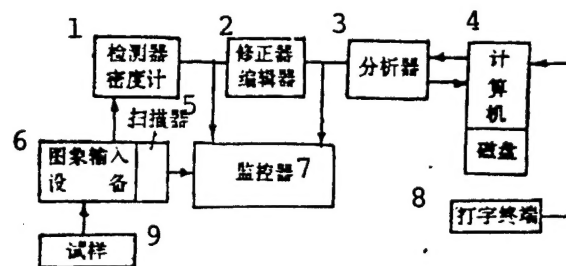 1
检测器
密度计
2
修正器
编辑器
3
分析器
4
计
算
机
磁盘
5
扫描器
6
图象输入
设备
监控器 7
8
打字终端
试样
9